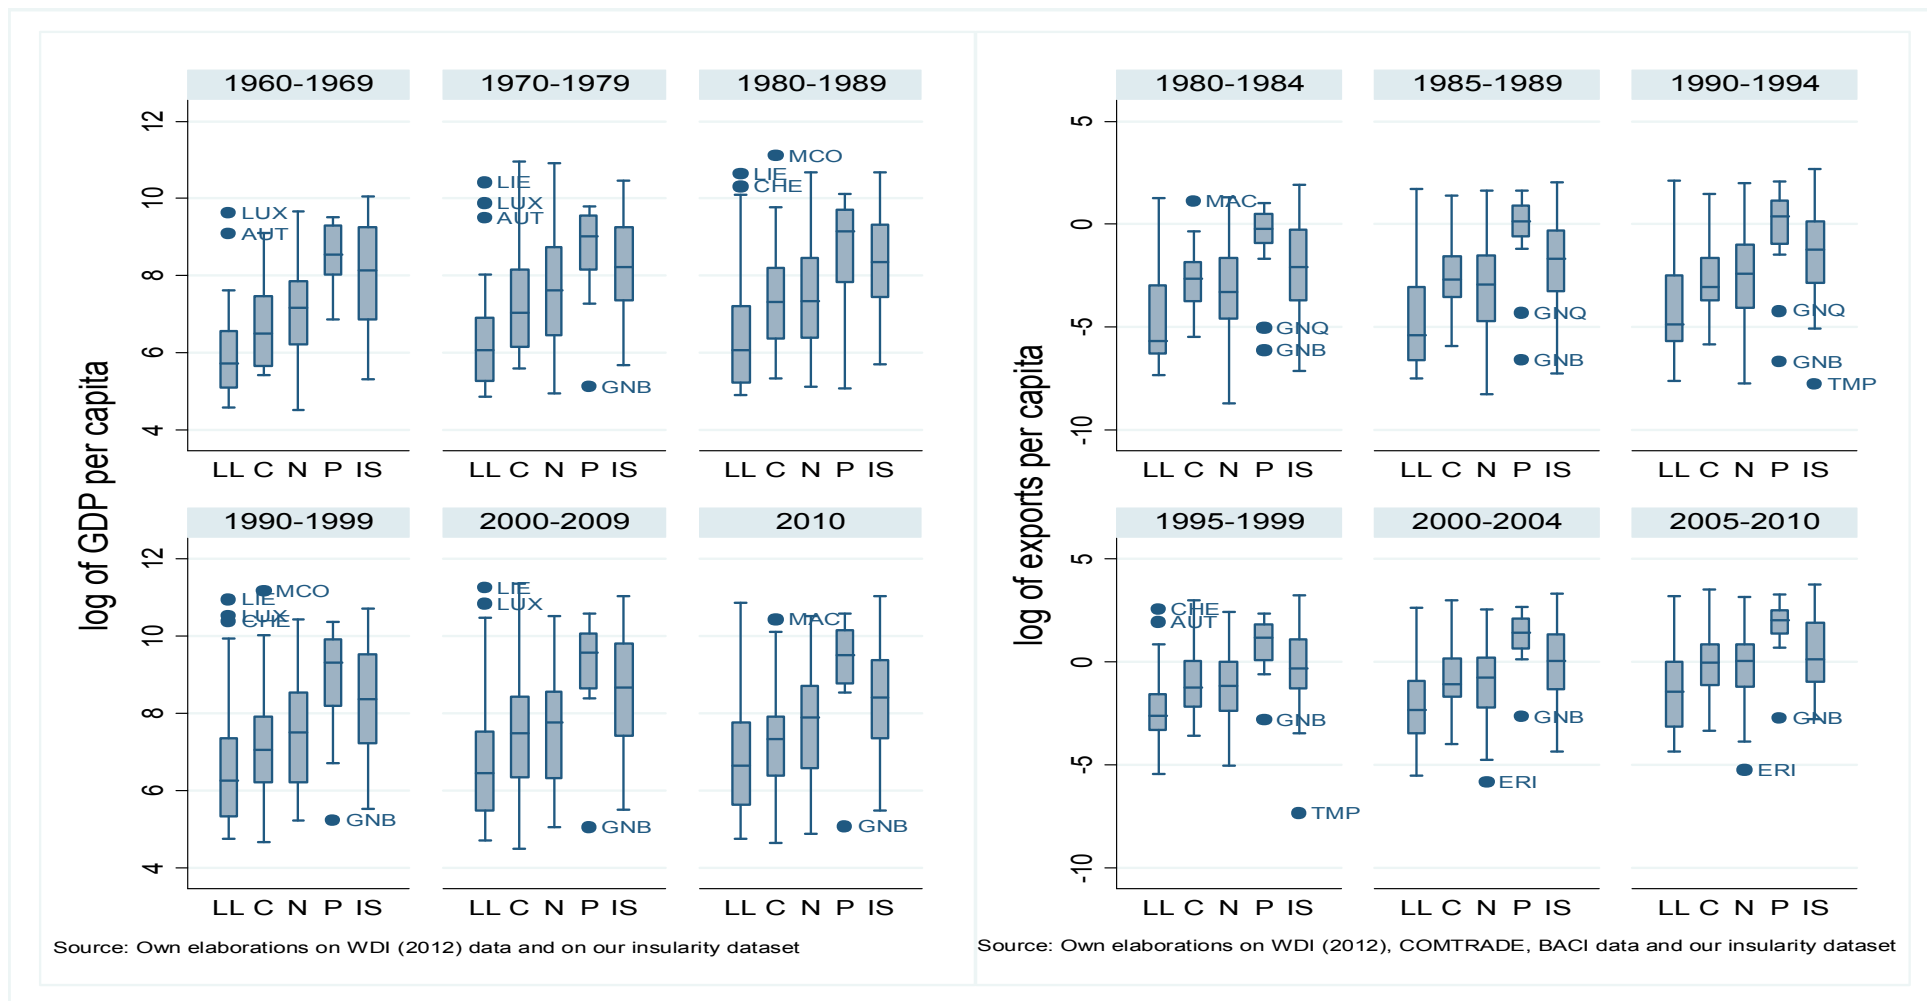 log of GDP per capita
1960-1969 1970-1979 1980-1989
12
10
8
6
4
LUX
AUT
LIE
LUX
AUT
GNB
MCO
LIE
CHE
LL C N P IS LL C N P IS LL C N P IS
1990-1999 2000-2009 2010
12
10
8
6
4
LIE
LUX
CHE
MCO
GNB
LIE
LUX
GNB
MAC
GNB
LL C N P IS LL C N P IS LL C N P IS
Source: Own elaborations on WDI (2012) data and on our insularity dataset
log of exports per capita
1980-1984 1985-1989 1990-1994
5
0
-5
-10
MAC
GNQ
GNB
GNQ
GNB
GNQ
GNB
TMP
LL C N P IS LL C N P IS LL C N P IS
1995-1999 2000-2004 2005-2010
5
0
-5
-10
CHE
AUT
GNB
TMP
GNB
ERI
GNB
ERI
LL C N P IS LL C N P IS LL C N P IS
Source: Own elaborations on WDI (2012), COMTRADE, BACI data and our insularity dataset